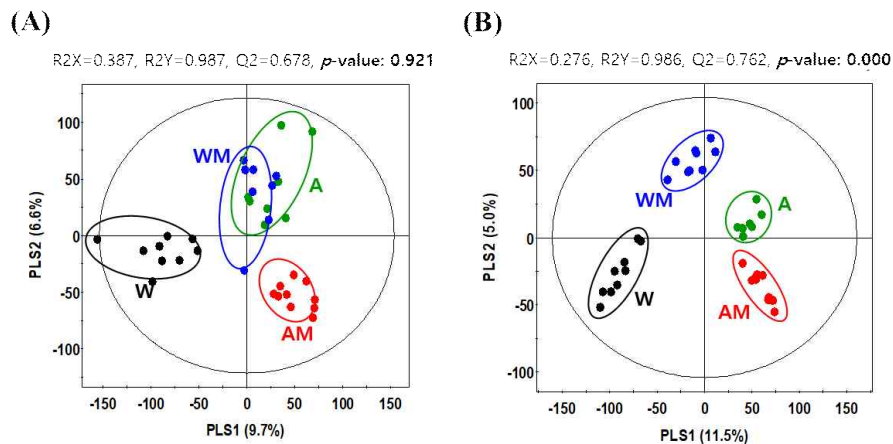 (A)
R2X=0.387, R2Y=0.987, Q2=0.678, p-value: 0.921
100
50
0
-50
-100
PLS2 (6.6%)
WM
A
W
AM
-150 -100 -50 0 50 100 150
PLS1 (9.7%)
(B)
R2X=0.276, R2Y=0.986, Q2=0.762, p-value: 0.000
100
50
0
-50
-100
PLS2 (5.0%)
WM
A
W
AM
-150 -100 -50 0 50 100 150
PLS1 (11.5%)